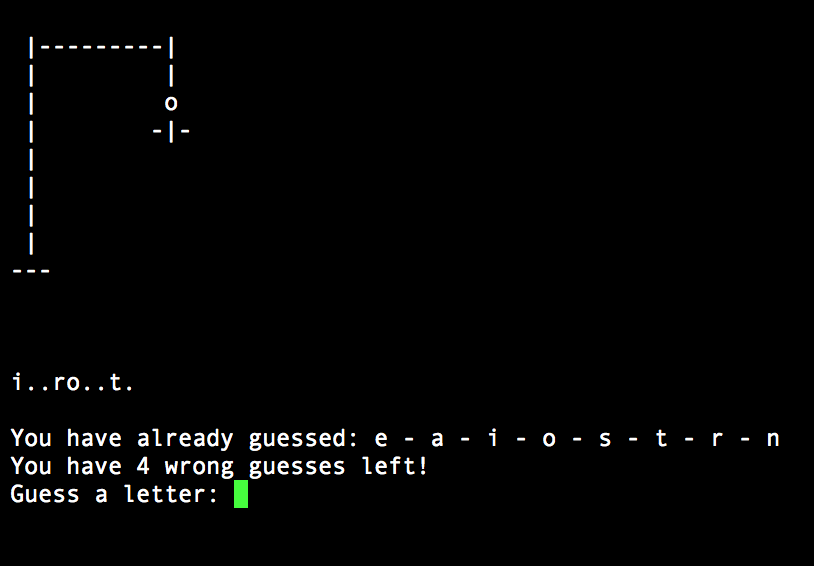 |---------|
|         |
|         o
|        -|-
|
|
|
|
---
i..ro..t.
You have already guessed: e - a - i - o - s - t - r - n
You have 4 wrong guesses left!
Guess a letter: